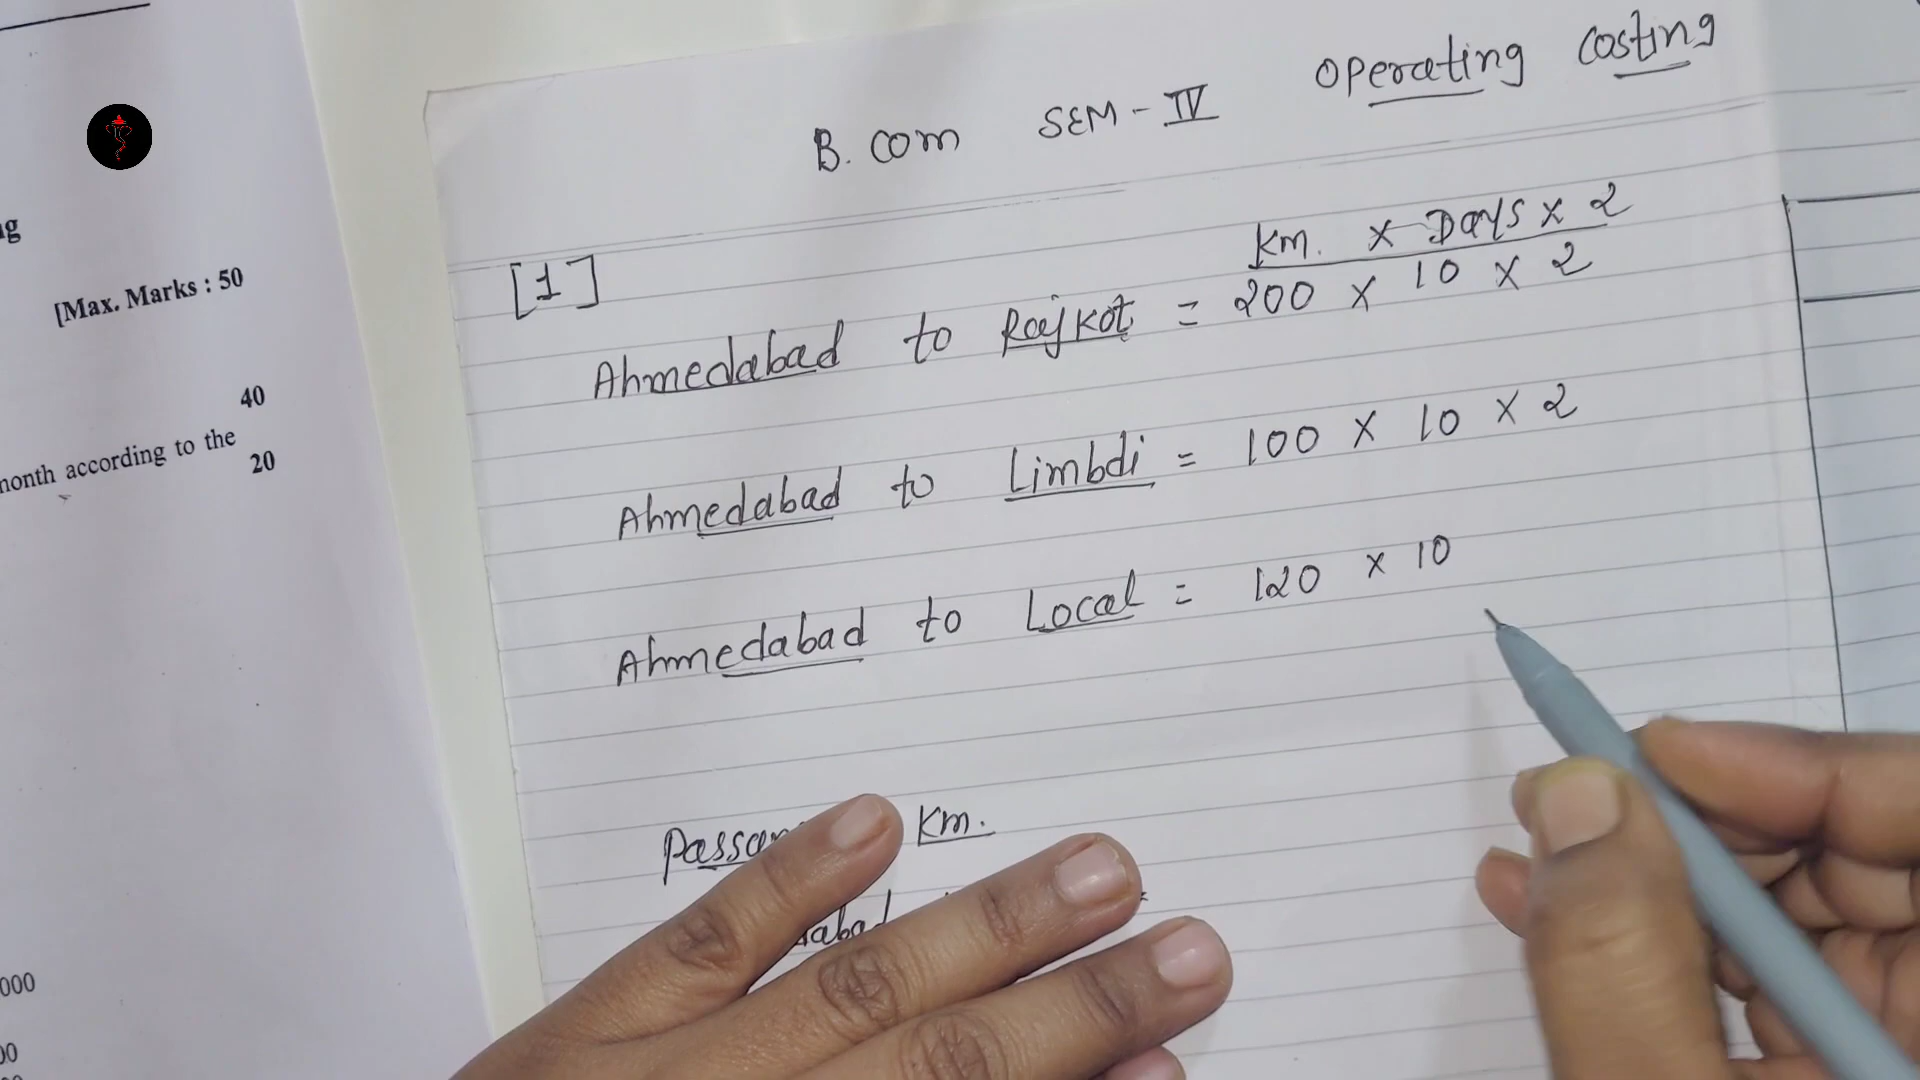 ng
[Max. Marks : 50
40
month according to the
20
000
00
B. com SEM - IV Operating Costing
[1]
Km. x Days x 2
Ahmedabad to Rajkot = 200 x 10 x 2
Ahmedabad to Limbdi = 100 x 10 x 2
Ahmedabad to Local = 120 x 10
Km.